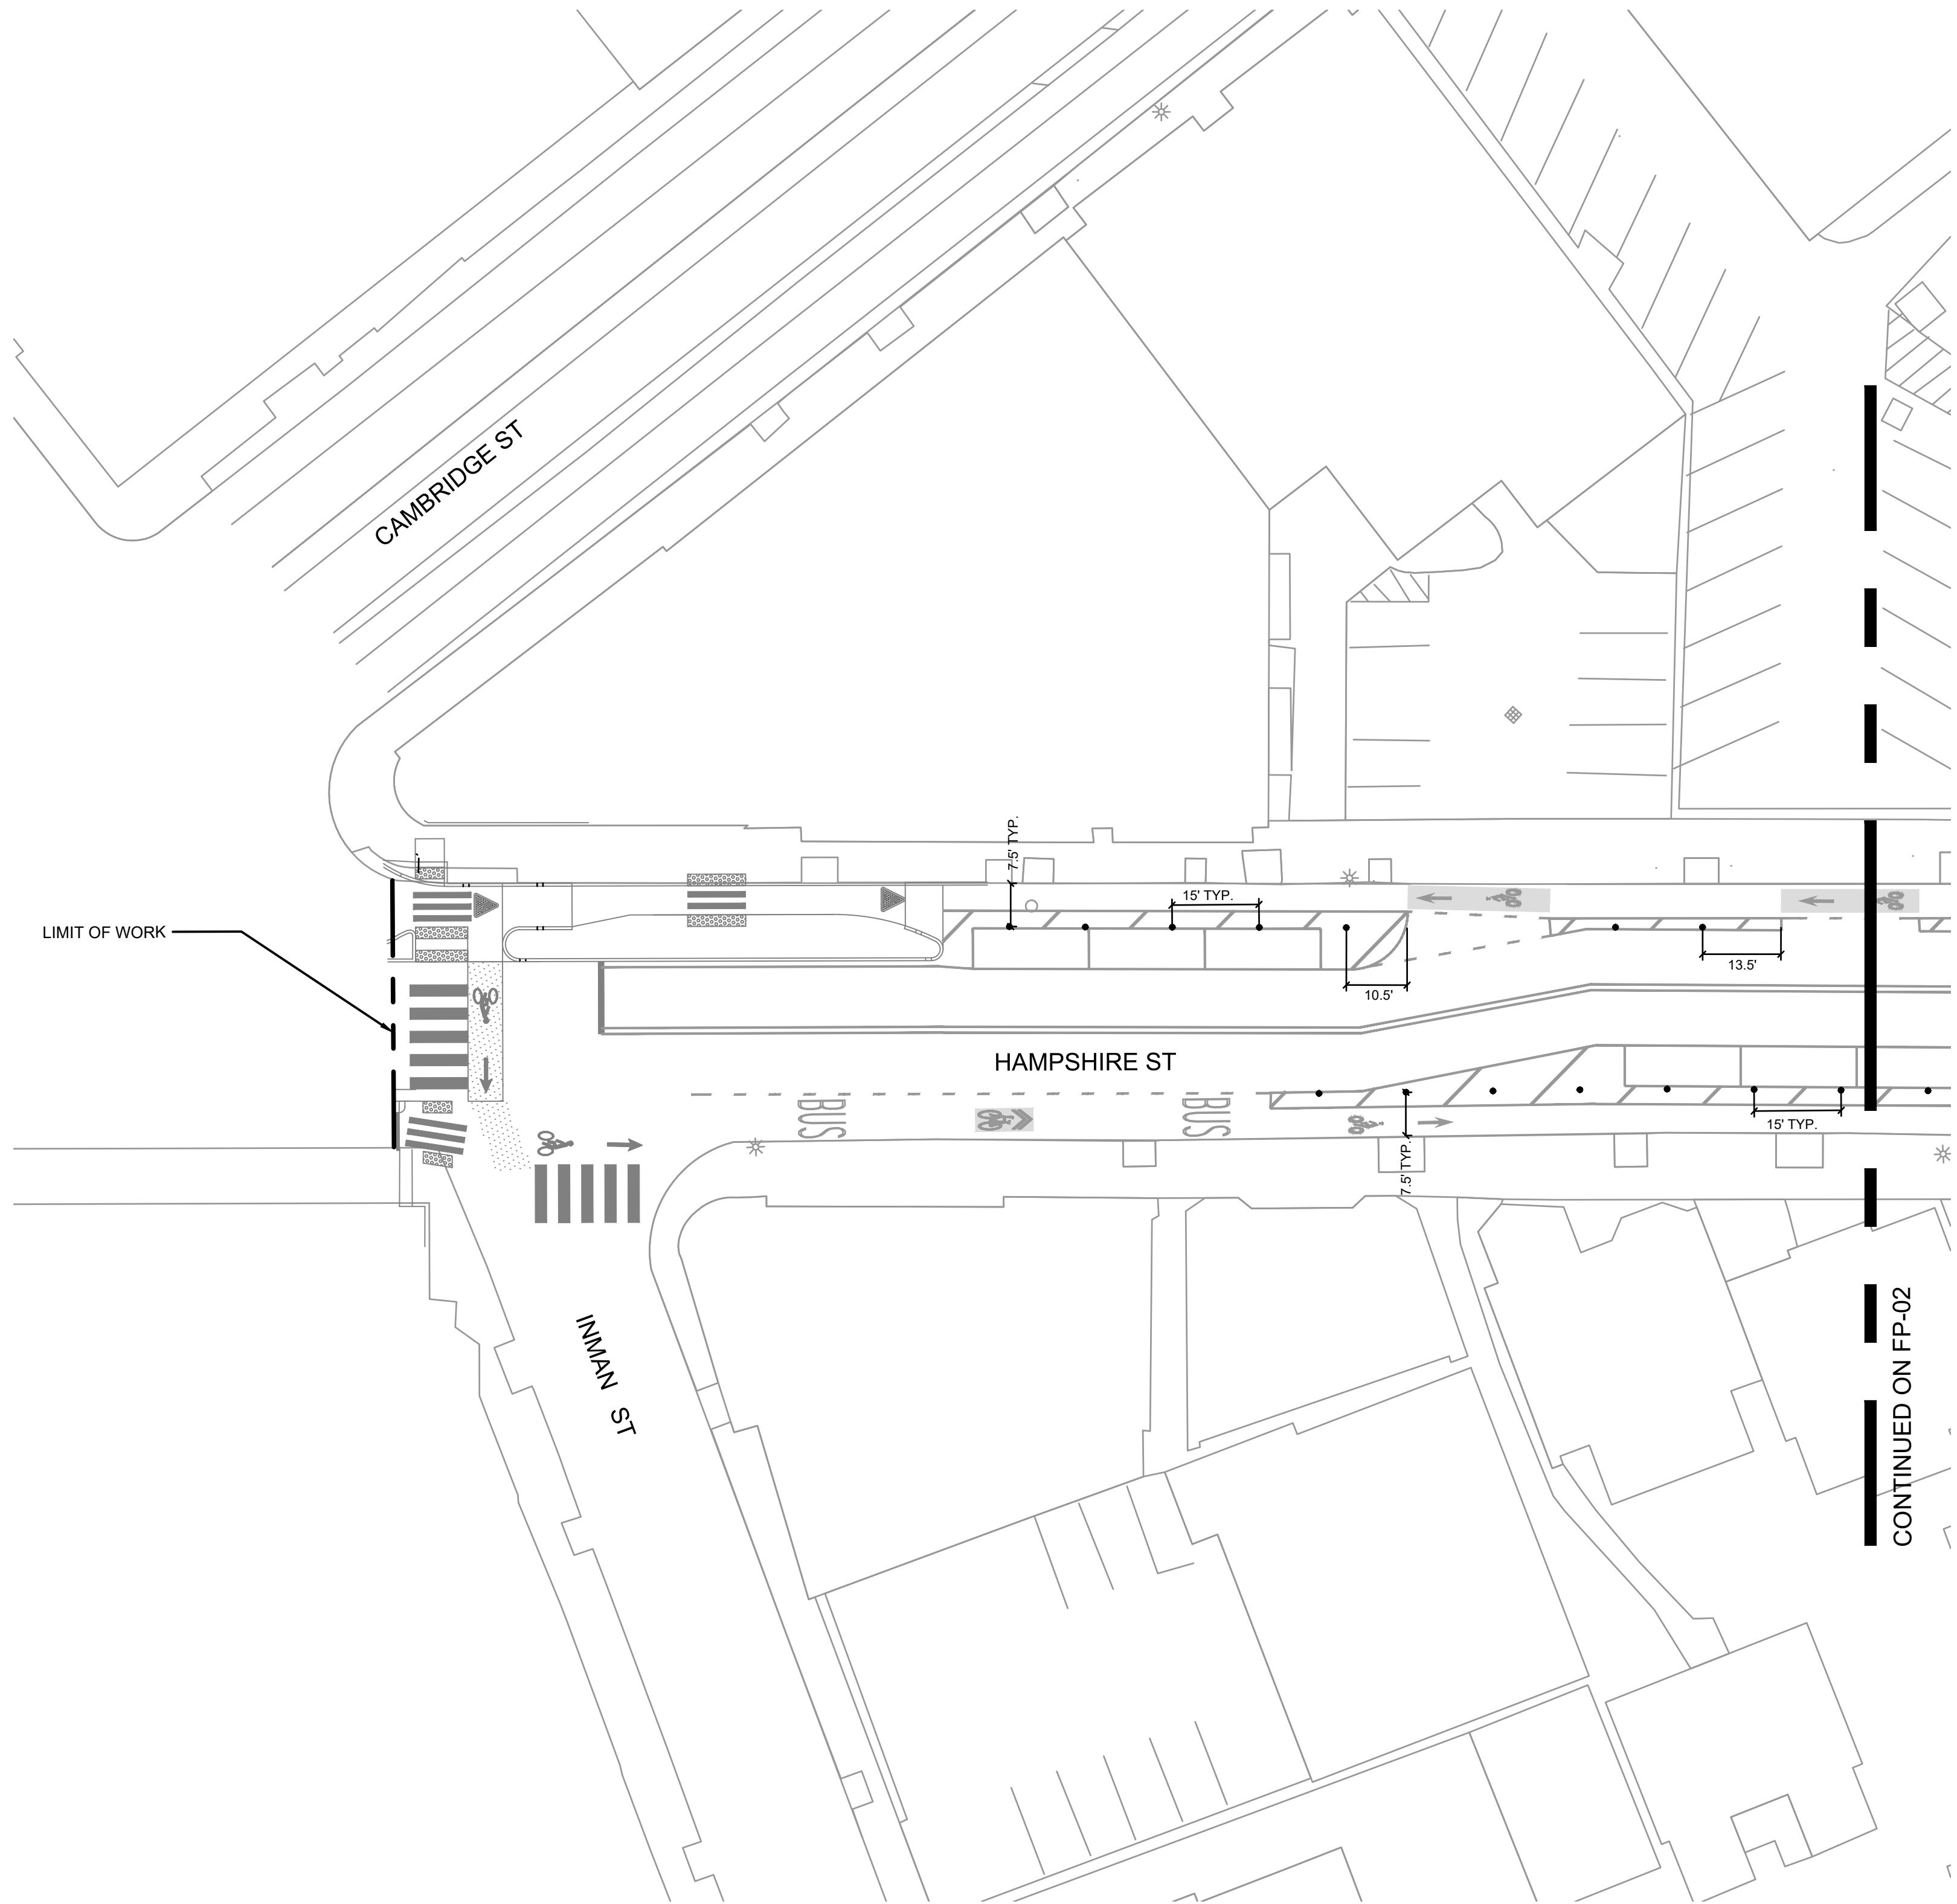 CAMBRIDGE ST
7.5' TYP.
15' TYP.
LIMIT OF WORK
13.5'
10.5'
HAMPSHIRE ST
BUS
BUS
15' TYP.
7.5' TYP.
INMAN ST
CONTINUED ON FP-02